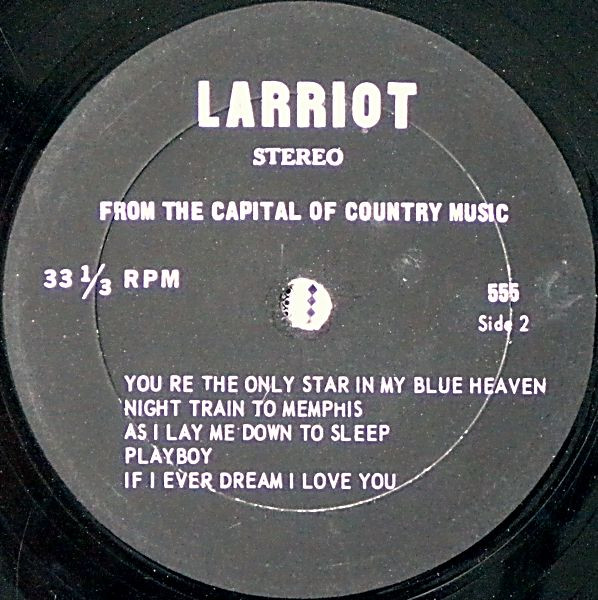 LARRIOT
STEREO
FROM THE CAPITAL OF COUNTRY MUSIC
33 1/3 RPM
555
Side 2
YOU RE THE ONLY STAR IN MY BLUE HEAVEN
NIGHT TRAIN TO MEMPHIS
AS I LAY ME DOWN TO SLEEP
PLAYBOY
IF I EVER DREAM I LOVE YOU